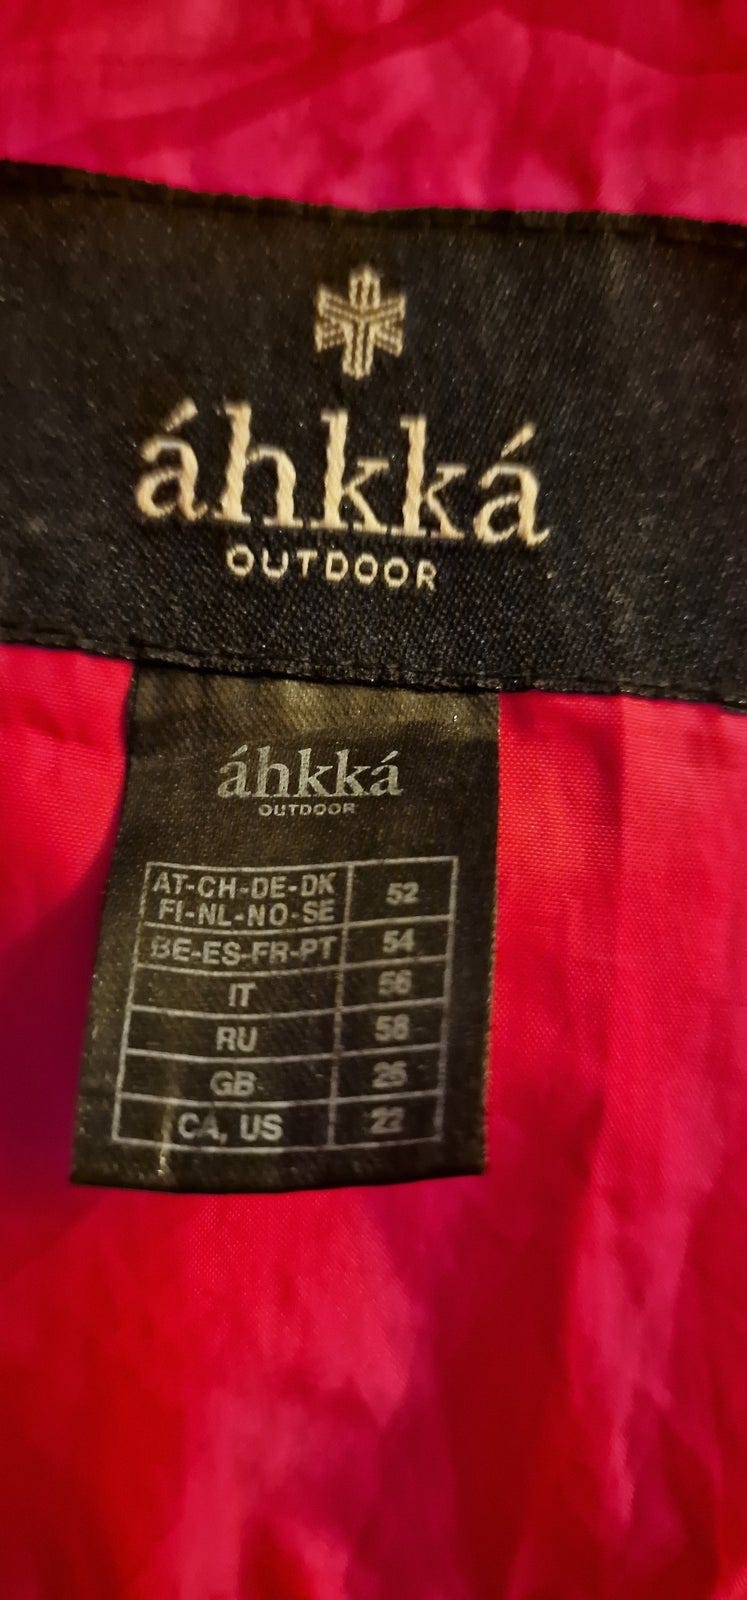 áhkká
OUTDOOR
áhkká
OUTDOOR
AT-CH-DE-DK 52
FI-NL-NO-SE
BE-ES-FR-PT 54
IT 56
RU 58
GB 26
CA, US 22